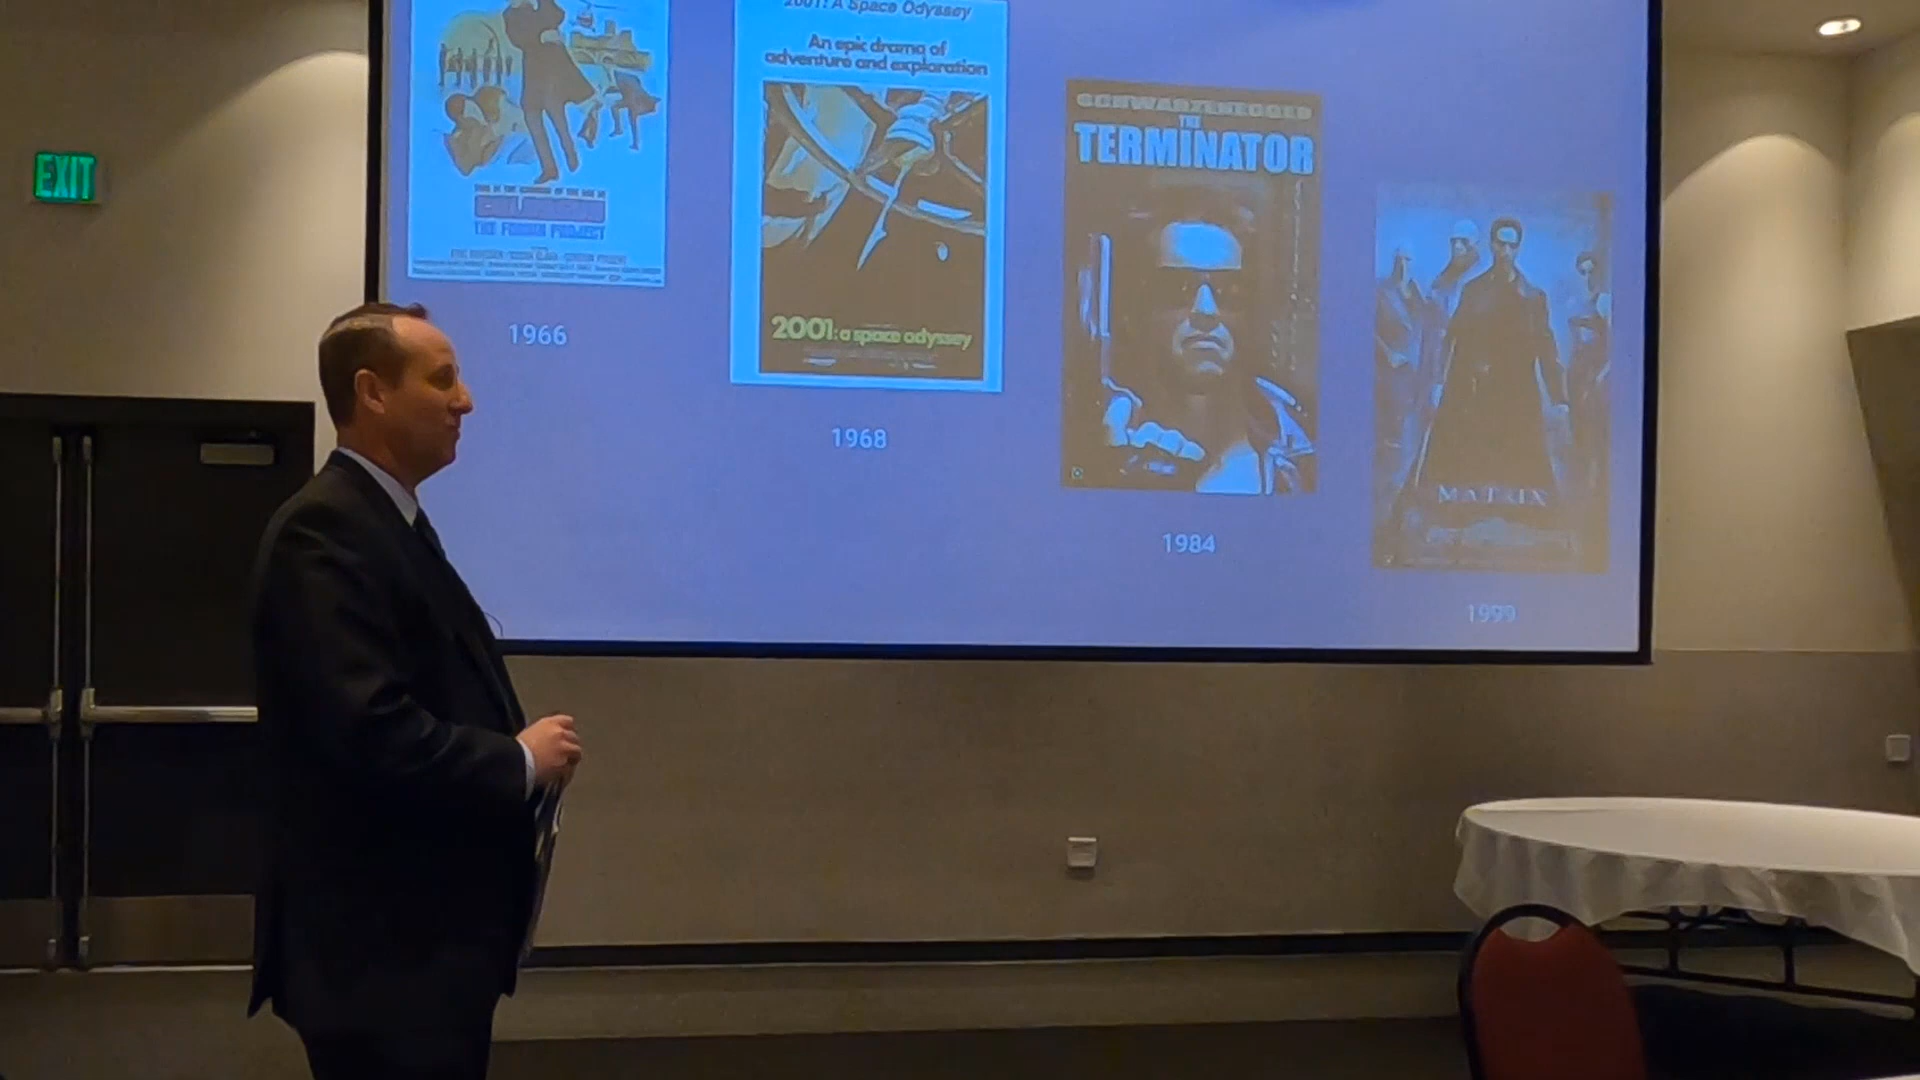 EXIT
THE FORBIN PROJECT
1966
2001: A Space Odyssey
An epic drama of
adventure and exploration
2001: a space odyssey
1968
SCHWARZENEGGER
THE
TERMINATOR
1984
MATRIX
1999